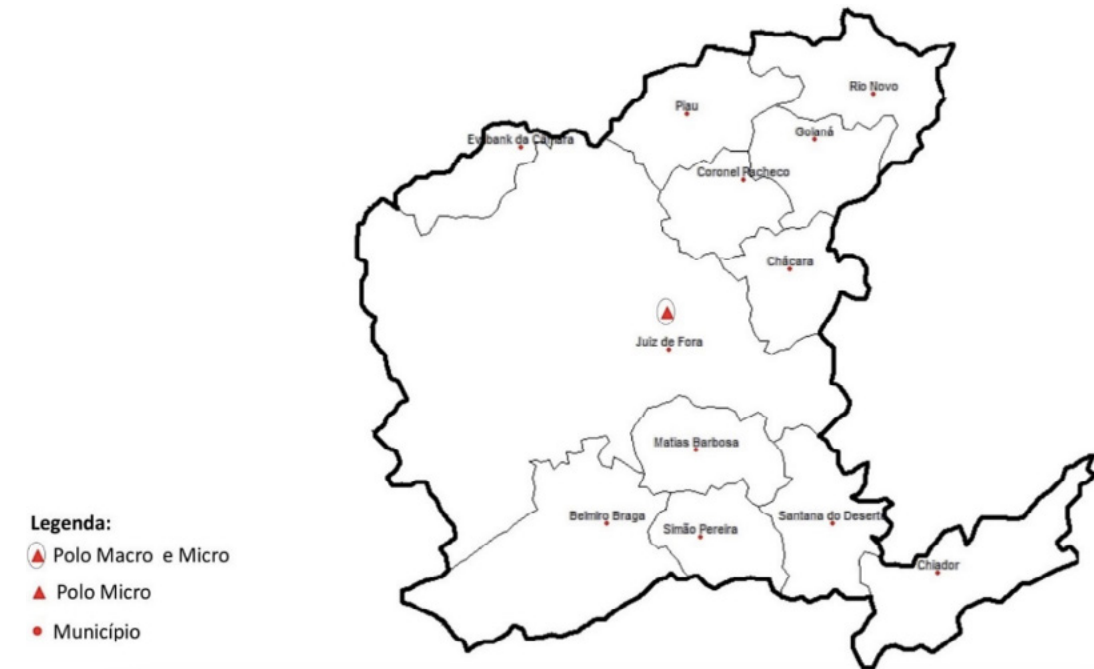 Rio Novo
Piau
Goianá
Ewbank da Câmara
Coronel Pacheco
Chácara
Juiz de Fora
Matias Barbosa
Belmiro Braga
Santana do Deserto
Simão Pereira
Chiador
Legenda:
Polo Macro e Micro
Polo Micro
Município